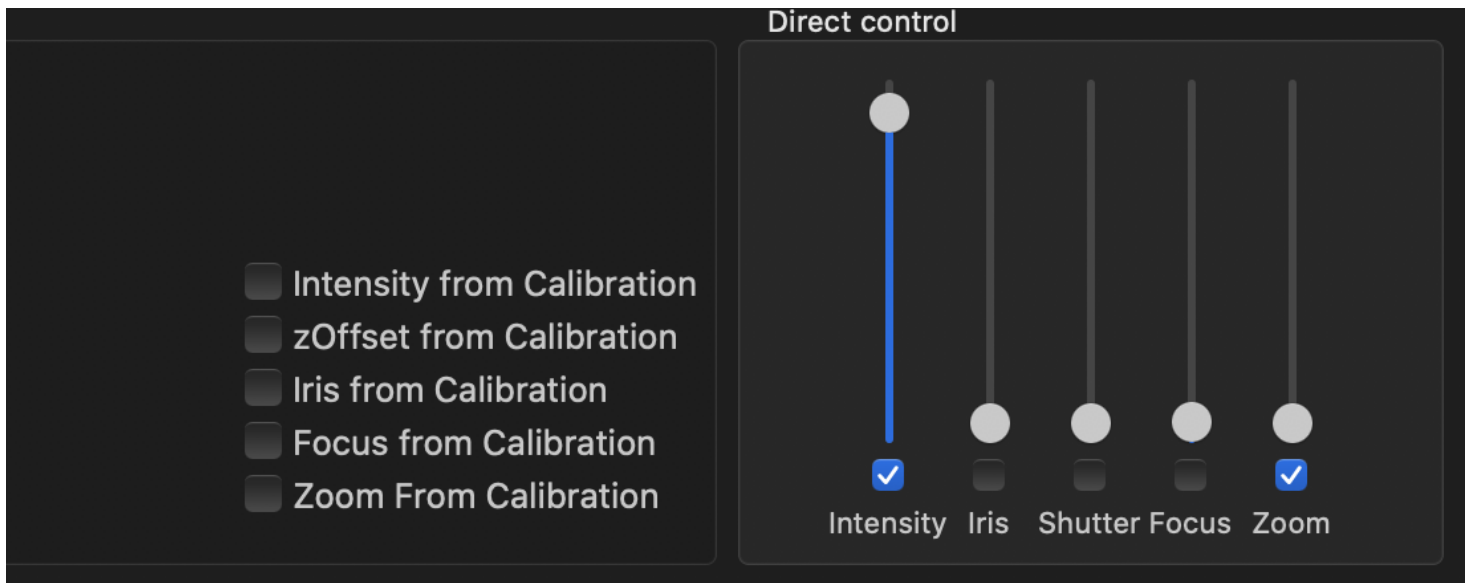 Direct control
Intensity from Calibration
zOffset from Calibration
Iris from Calibration
Focus from Calibration
Zoom From Calibration
Intensity Iris Shutter Focus Zoom